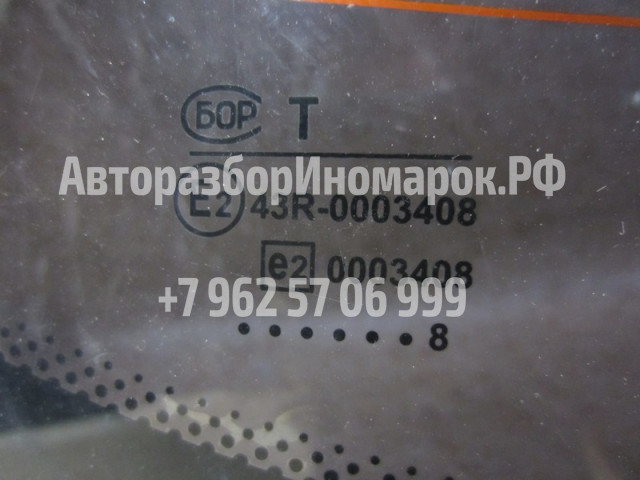 БОР Т
АвторазборИномарок.РФ
E2 43R-0003408
e2 0003408
+7 962 57 06 999
• • • • • • 8